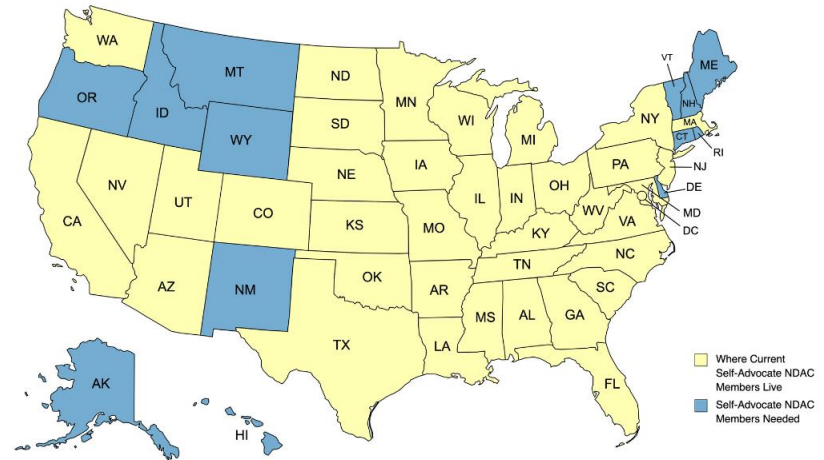 WA
MT
ND
MN
VT
ME
OR
ID
WY
SD
WI
MI
NY
NH
MA
CT
RI
NV
UT
CO
NE
IA
IL
IN
OH
PA
NJ
DE
MD
DC
CA
KS
MO
KY
WV
VA
AZ
NM
OK
AR
TN
NC
SC
TX
LA
MS
AL
GA
FL
AK
HI
Where Current
Self-Advocate NDAC
Members Live
Self-Advocate NDAC
Members Needed